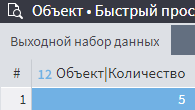 Объект • Быстрый прос
Выходной набор данных
# 12 Объект|Количество
1 5